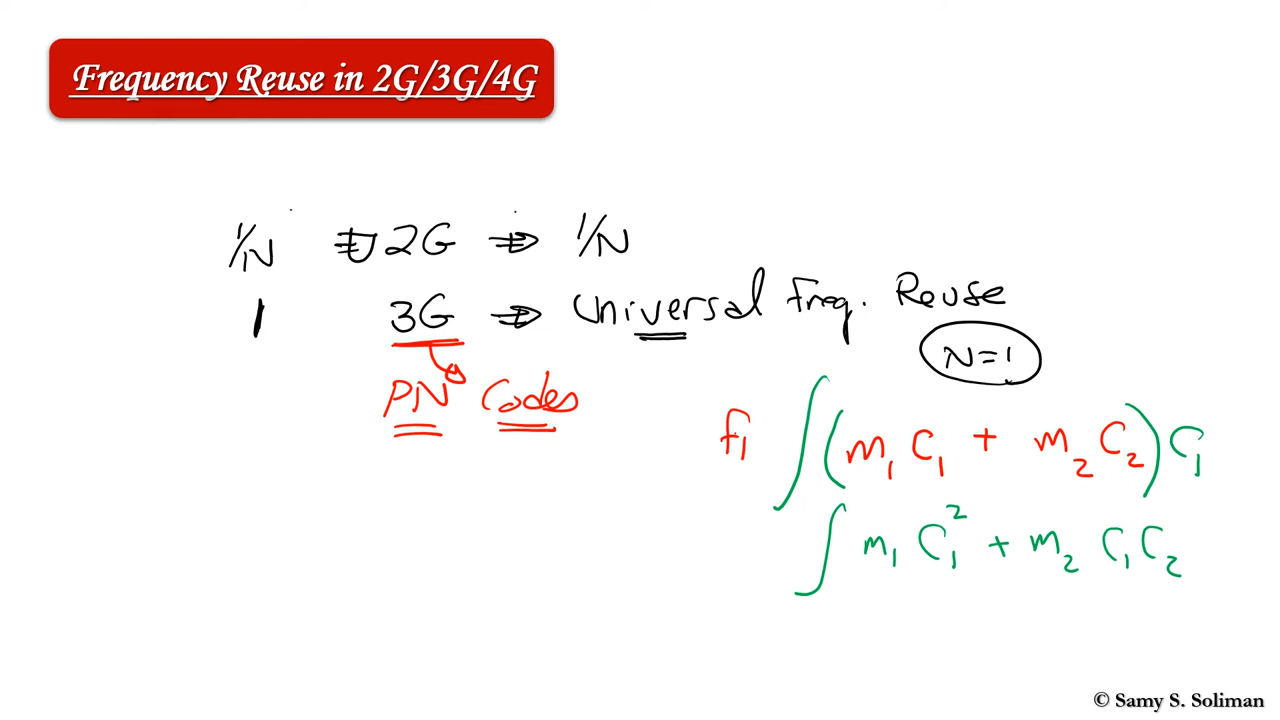 Frequency Reuse in 2G/3G/4G
1/N ⇐ 2G ⇒ 1/N
1 3G ⇒ Universal Freq. Reuse
N=1
PN Codes
f₁ ∫(m₁ C₁ + m₂ C₂) C₁
∫ m₁ C₁² + m₂ C₁ C₂
© Samy S. Soliman